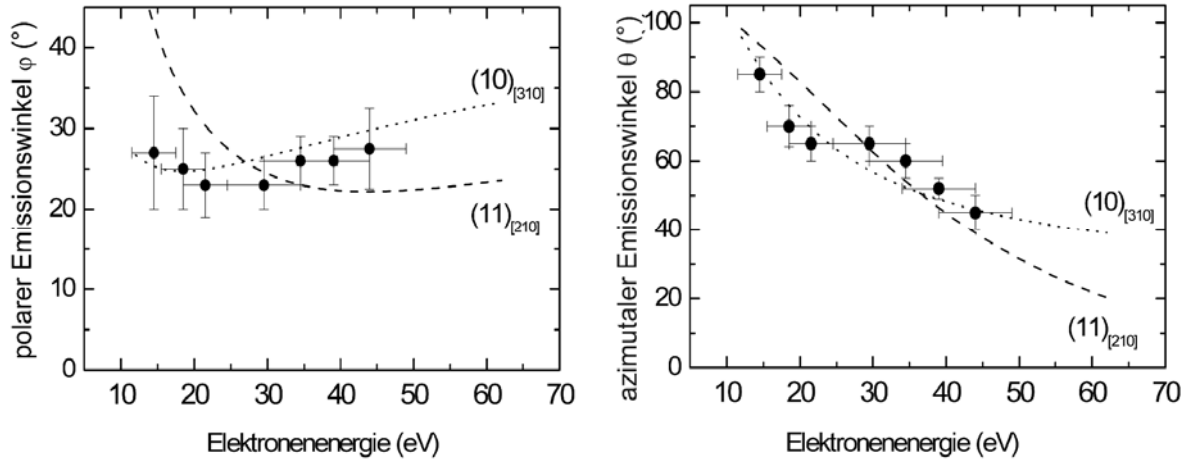 polarer Emissionswinkel φ (°)
40
30
20
10
0
(10)[310]
(11)[210]
10 20 30 40 50 60 70
Elektronenenergie (eV)
azimutaler Emissionswinkel θ (°)
100
80
60
40
20
0
(10)[310]
(11)[210]
10 20 30 40 50 60 70
Elektronenenergie (eV)